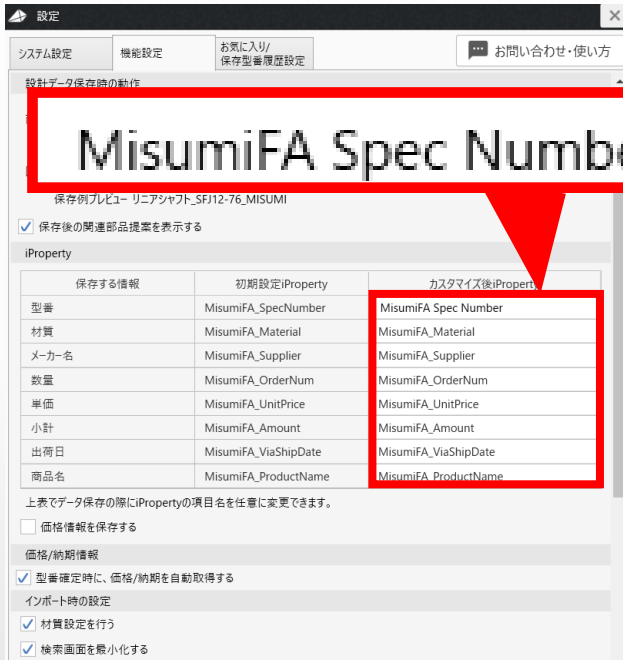 設定
システム設定
機能設定
お気に入り/
保存型番履歴設定
お問い合わせ・使い方
設計データ保存時の動作
MisumiFA Spec Numbe
保存例プレビュー リニアシャフト_SFJ12-76_MISUMI
保存後の関連部品提案を表示する
iProperty
保存する情報 初期設定iProperty カスタマイズ後iProperty
型番 MisumiFA_SpecNumber MisumiFA Spec Number
材質 MisumiFA_Material MisumiFA_Material
メーカー名 MisumiFA_Supplier MisumiFA_Supplier
数量 MisumiFA_OrderNum MisumiFA_OrderNum
単価 MisumiFA_UnitPrice MisumiFA_UnitPrice
小計 MisumiFA_Amount MisumiFA_Amount
出荷日 MisumiFA_ViaShipDate MisumiFA_ViaShipDate
商品名 MisumiFA_ProductName MisumiFA_ProductName
上表でデータ保存の際にiPropertyの項目名を任意に変更できます。
価格情報を保存する
価格/納期情報
型番確定時に、価格/納期を自動取得する
インポート時の設定
材質設定を行う
検索画面を最小化する